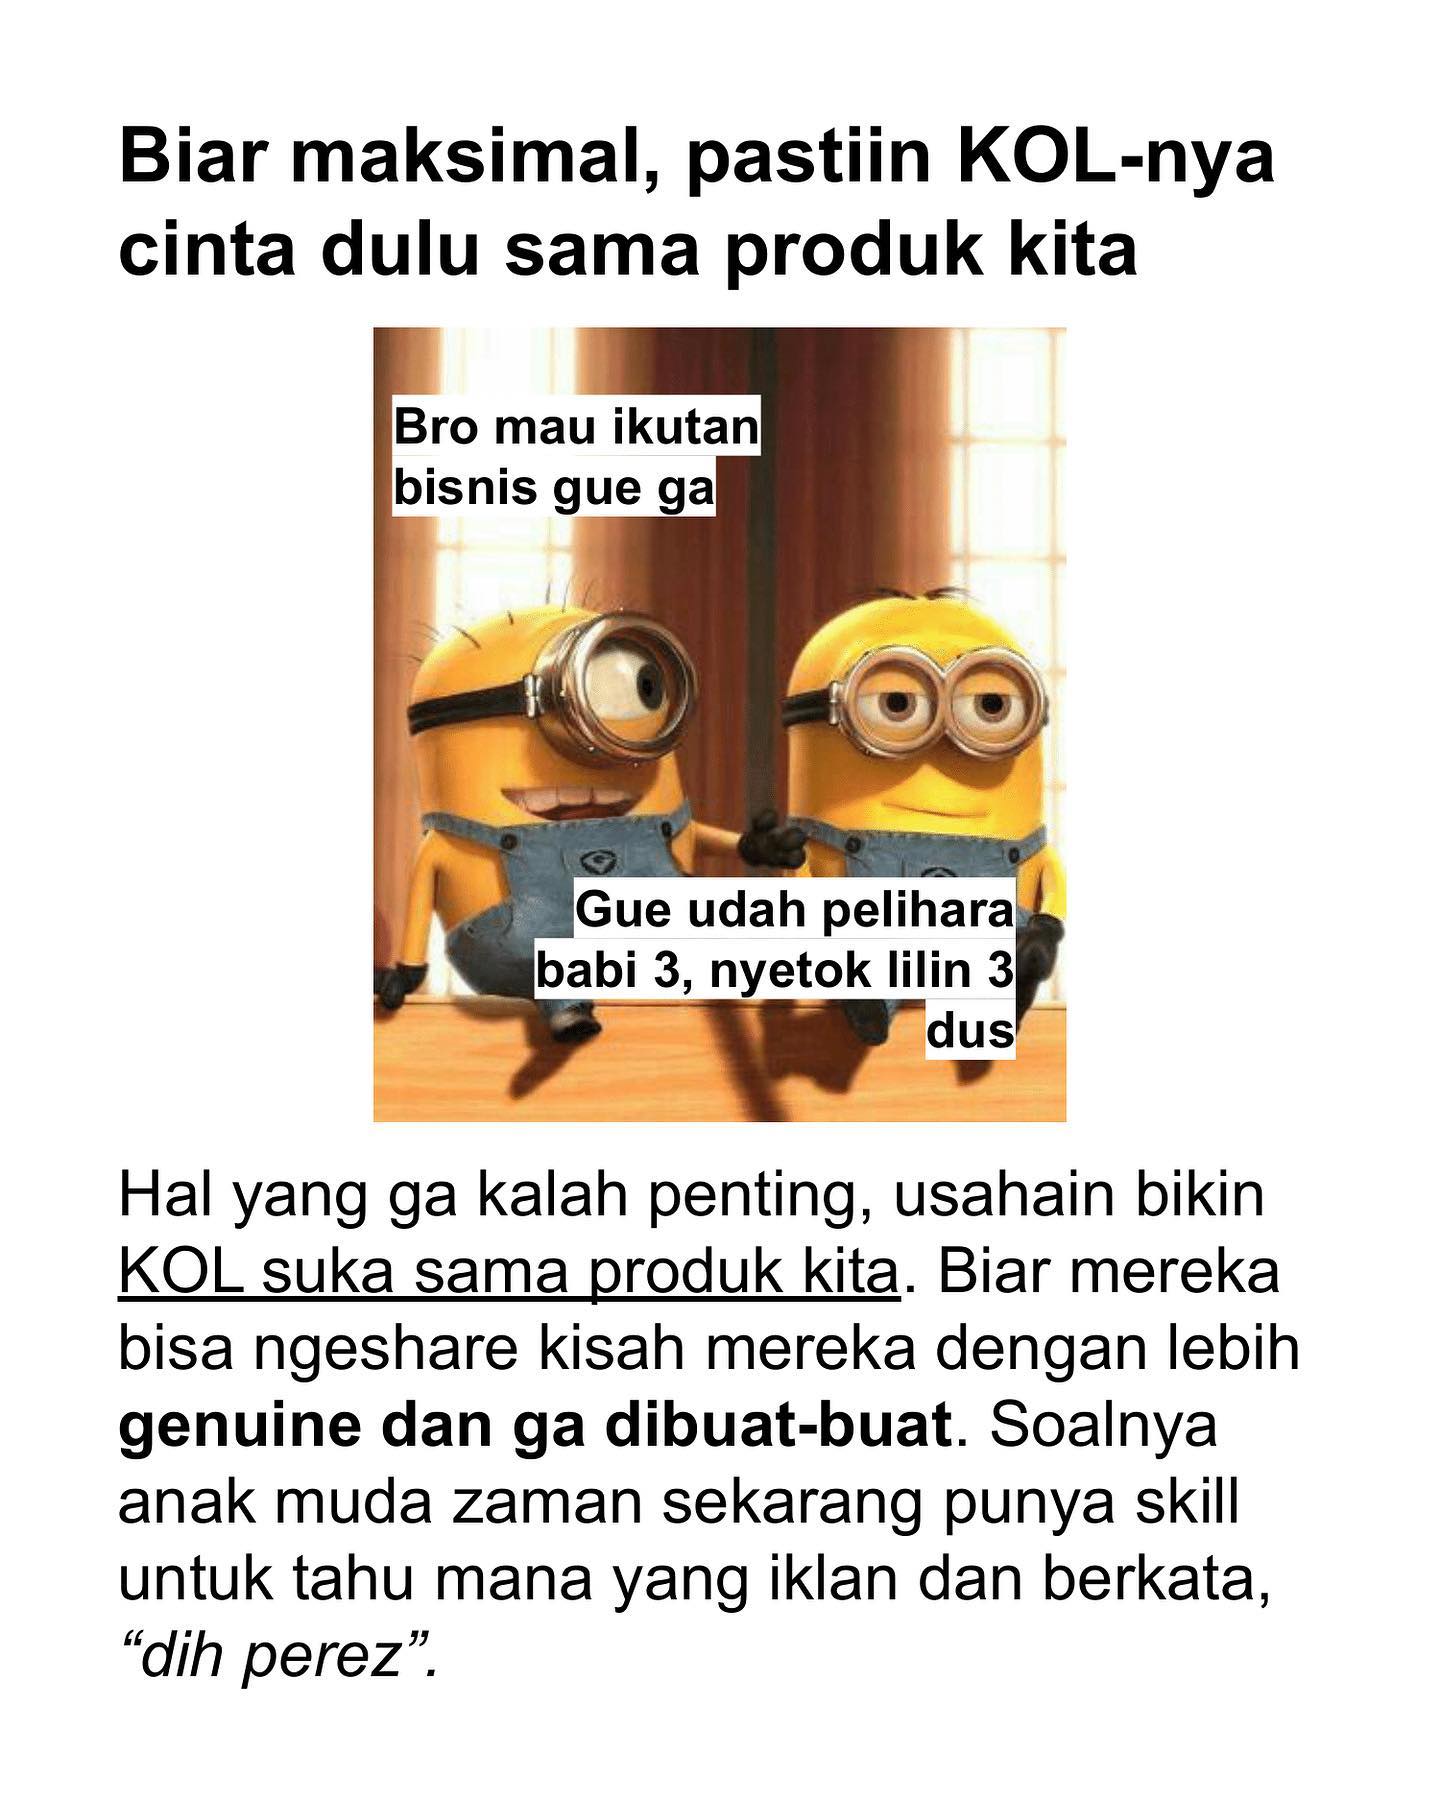 Biar maksimal, pastiin KOL-nya
cinta dulu sama produk kita
Bro mau ikutan
bisnis gue ga
Gue udah pelihara
babi 3, nyetok lilin 3
dus
Hal yang ga kalah penting, usahain bikin
KOL suka sama produk kita. Biar mereka
bisa ngeshare kisah mereka dengan lebih
genuine dan ga dibuat-buat. Soalnya
anak muda zaman sekarang punya skill
untuk tahu mana yang iklan dan berkata,
“dih perez”.